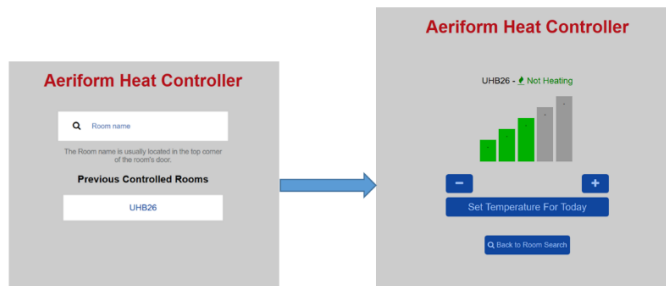 Aeriform Heat Controller
Room name
The Room name is usually located in the top corner
of the room's door.
Previous Controlled Rooms
UHB26
Aeriform Heat Controller
UHB26 - Not Heating
Set Temperature For Today
Back to Room Search